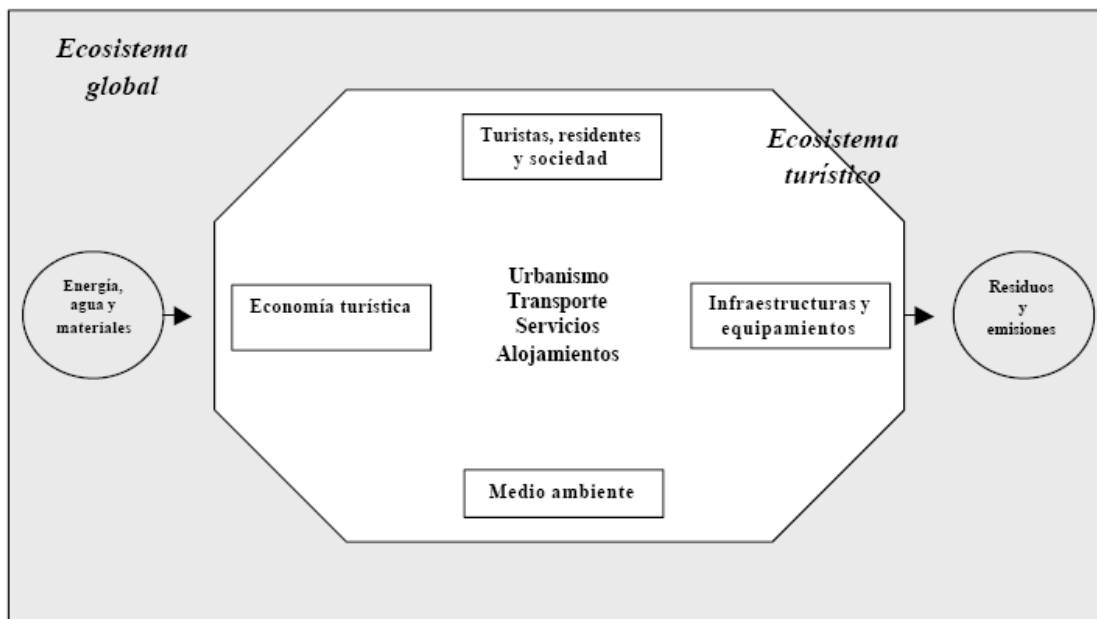 Ecosistema
global
Turistas, residentes
y sociedad
Ecosistema
turístico
Energía,
agua y
materiales
Economía turística
Urbanismo
Transporte
Servicios
Alojamientos
Infraestructuras y
equipamientos
Residuos
y
emisiones
Medio ambiente